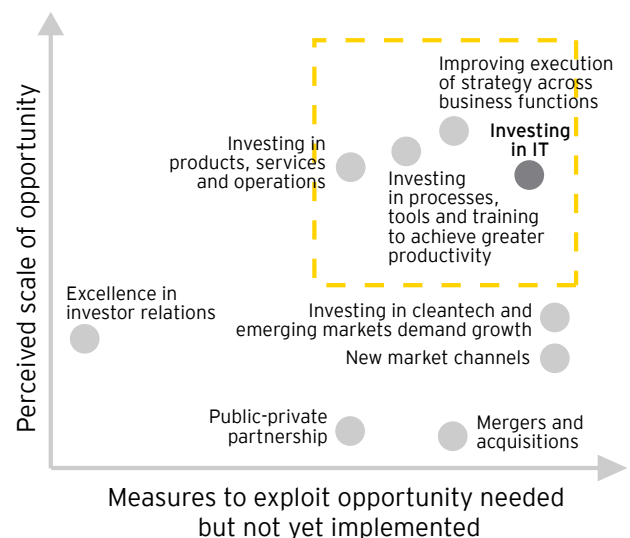 Perceived scale of opportunity
Improving execution
of strategy across
business functions
Investing in
products, services
and operations
Investing
in IT
Investing
in processes,
tools and training
to achieve greater
productivity
Excellence in
investor relations
Investing in cleantech and
emerging markets demand growth
New market channels
Public-private
partnership
Mergers and
acquisitions
Measures to exploit opportunity needed
but not yet implemented